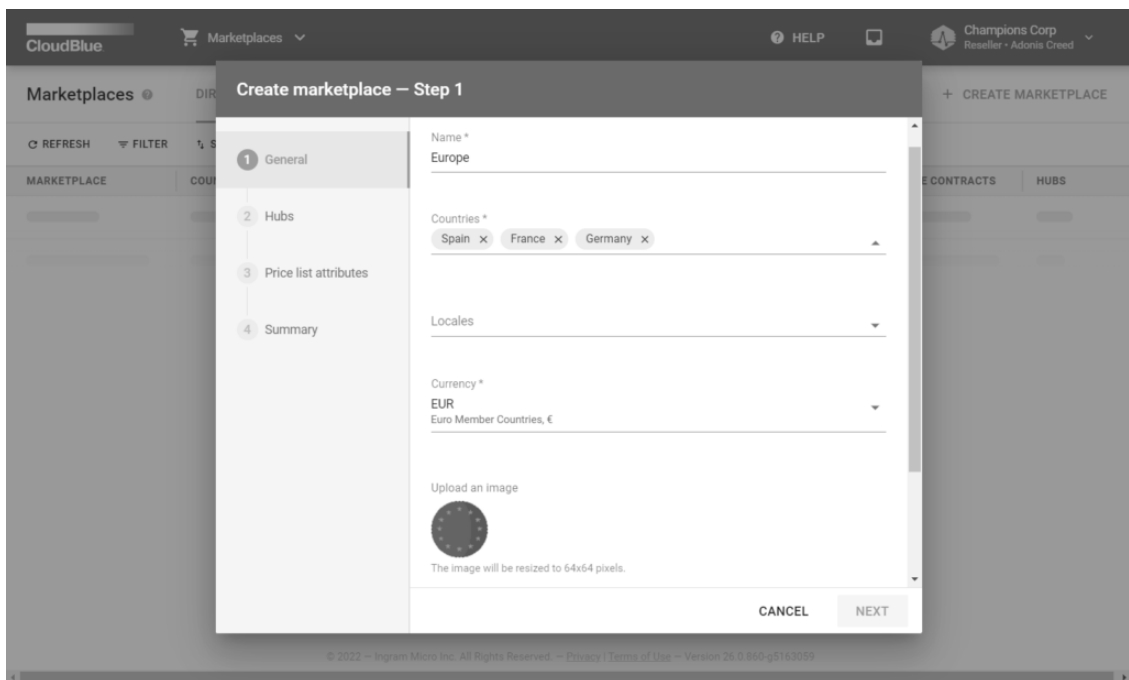 CloudBlue
Marketplaces
HELP
Champions Corp
Reseller • Adonis Creed
Marketplaces
DIR
+ CREATE MARKETPLACE
REFRESH
FILTER
S
MARKETPLACE
COU
E CONTRACTS
HUBS
Create marketplace — Step 1
1 General
2 Hubs
3 Price list attributes
4 Summary
Name *
Europe
Countries *
Spain × France × Germany ×
Locales
Currency *
EUR
Euro Member Countries, €
Upload an image
The image will be resized to 64x64 pixels.
CANCEL NEXT
© 2022 — Ingram Micro Inc. All Rights Reserved. — Privacy | Terms of Use — Version 26.0.860-g5163059